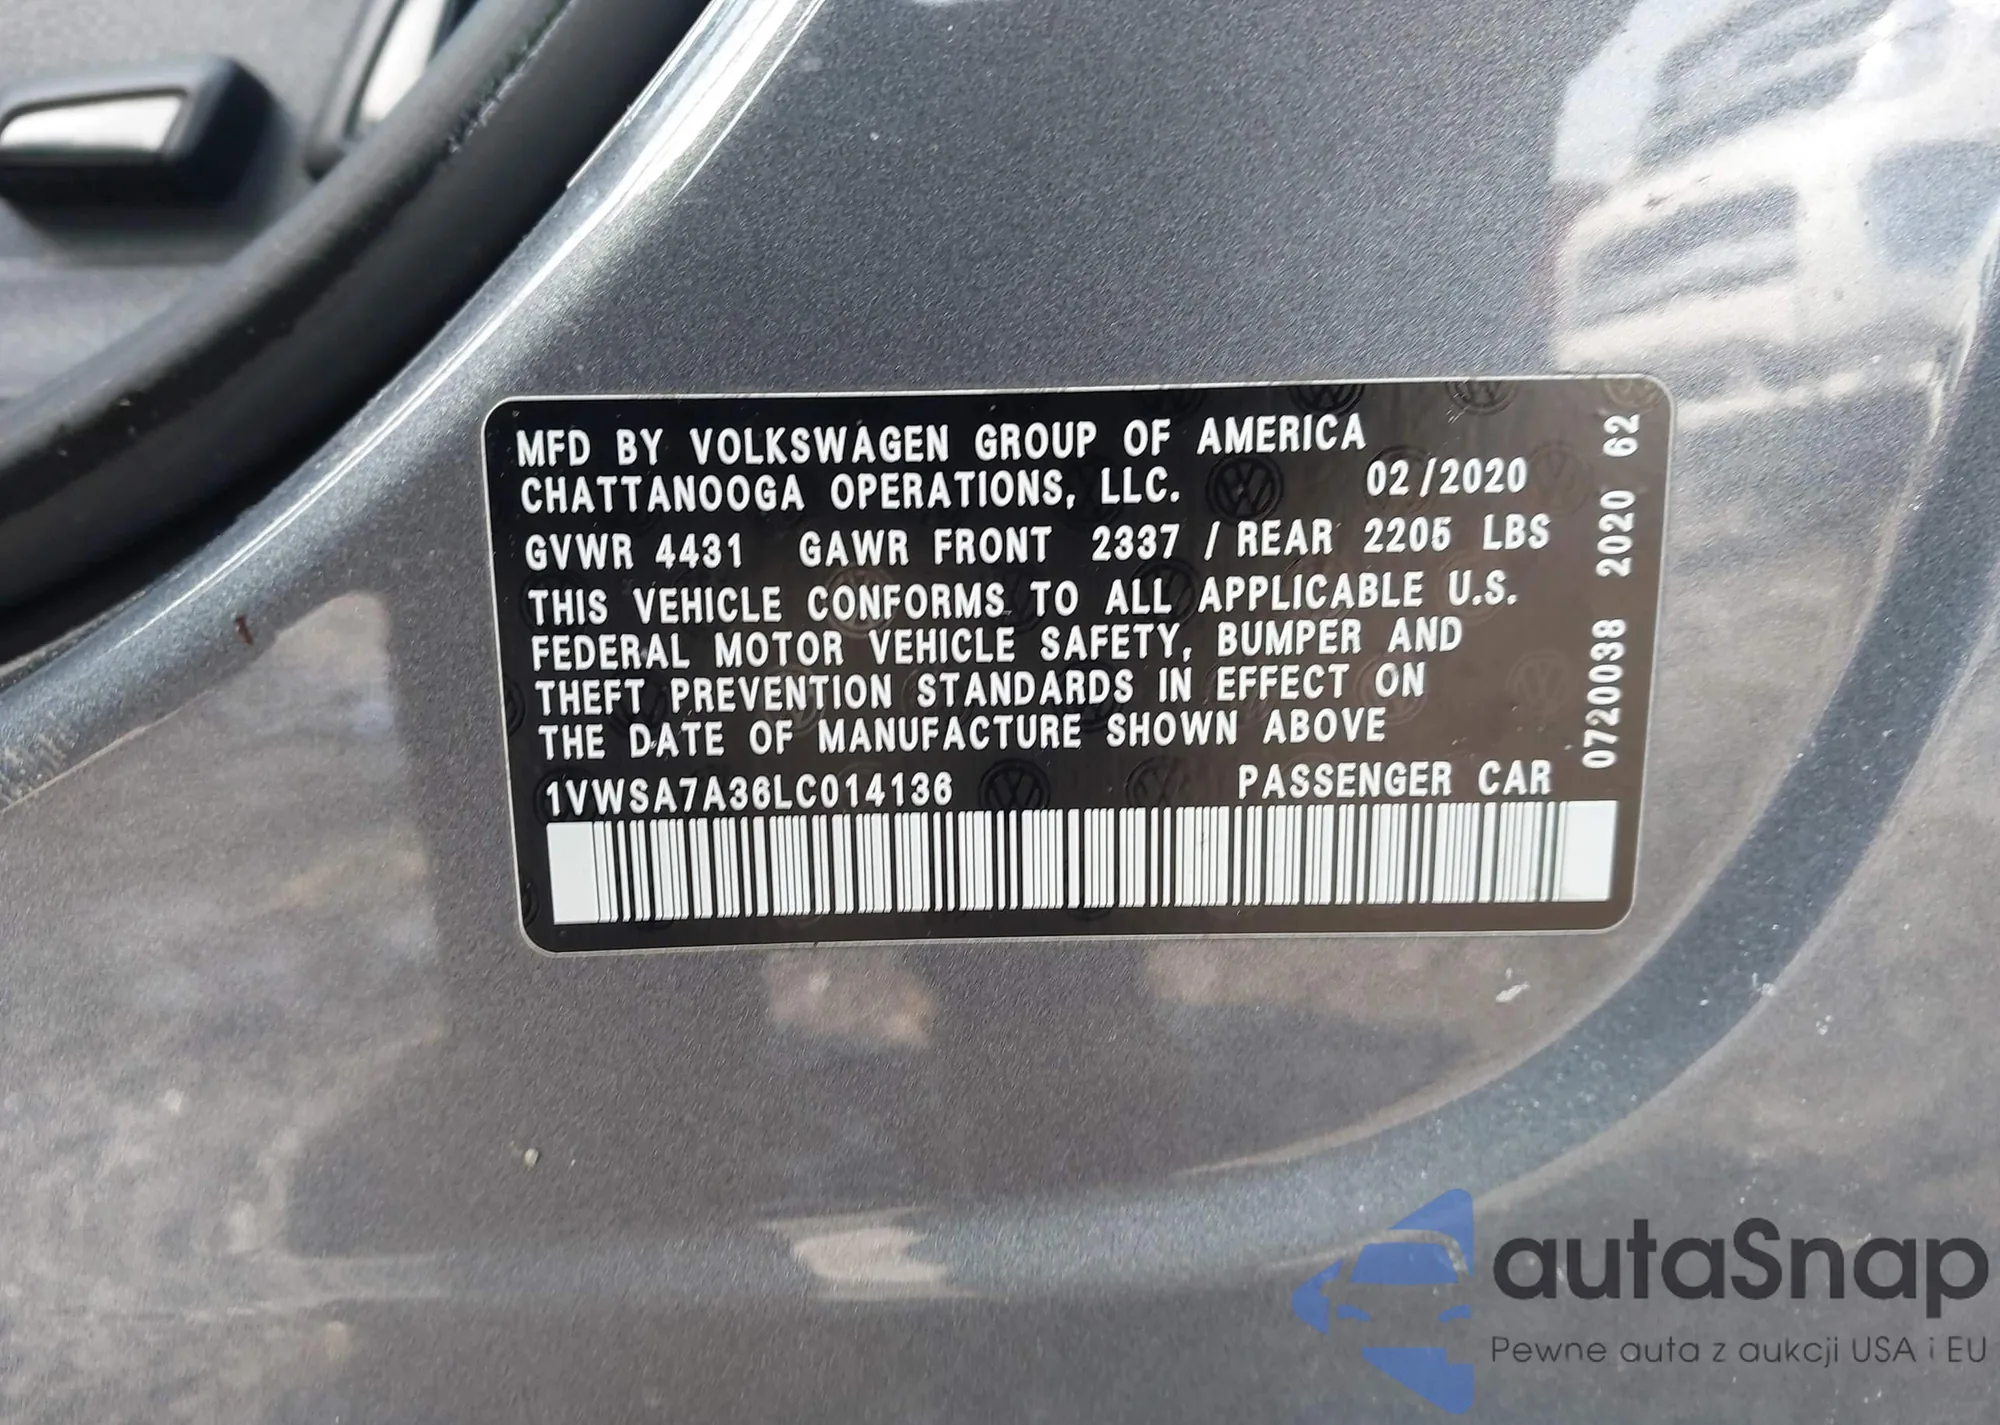 MFD BY VOLKSWAGEN GROUP OF AMERICA
CHATTANOOGA OPERATIONS, LLC. 02/2020
GVWR 4431 GAWR FRONT 2337 / REAR 2205 LBS
THIS VEHICLE CONFORMS TO ALL APPLICABLE U.S.
FEDERAL MOTOR VEHICLE SAFETY, BUMPER AND
THEFT PREVENTION STANDARDS IN EFFECT ON
THE DATE OF MANUFACTURE SHOWN ABOVE
1VWSA7A36LC014136 PASSENGER CAR
0720038 2020 62
autaSnap
Pewne auta z aukcji USA i EU